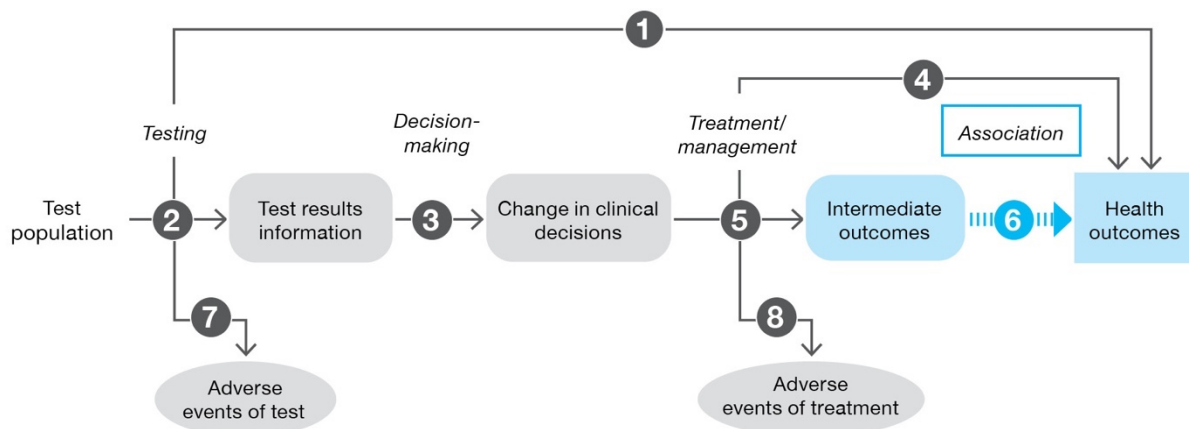 1
4
Testing
Decision-
making
Treatment/
management
Association
Test
population
2
Test results
information
3
Change in clinical
decisions
5
Intermediate
outcomes
6
Health
outcomes
7
8
Adverse
events of test
Adverse
events of treatment